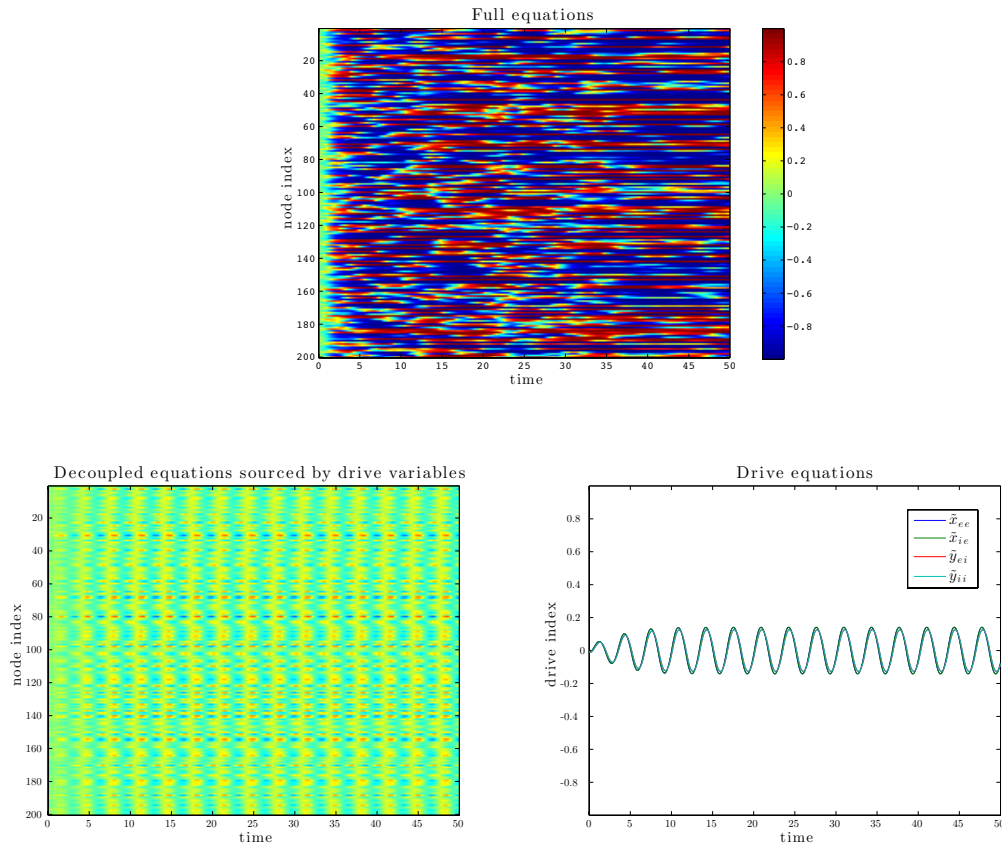 Full equations
node index
20
40
60
80
100
120
140
160
180
200
0 5 10 15 20 25 30 35 40 45 50
time
0.8
0.6
0.4
0.2
0
−0.2
−0.4
−0.6
−0.8
Decoupled equations sourced by drive variables
node index
20
40
60
80
100
120
140
160
180
200
0 5 10 15 20 25 30 35 40 45 50
time
Drive equations
drive index
0.8
0.6
0.4
0.2
0
-0.2
-0.4
-0.6
-0.8
0 5 10 15 20 25 30 35 40 45 50
time
x̃ee
x̃ie
ỹei
ỹii